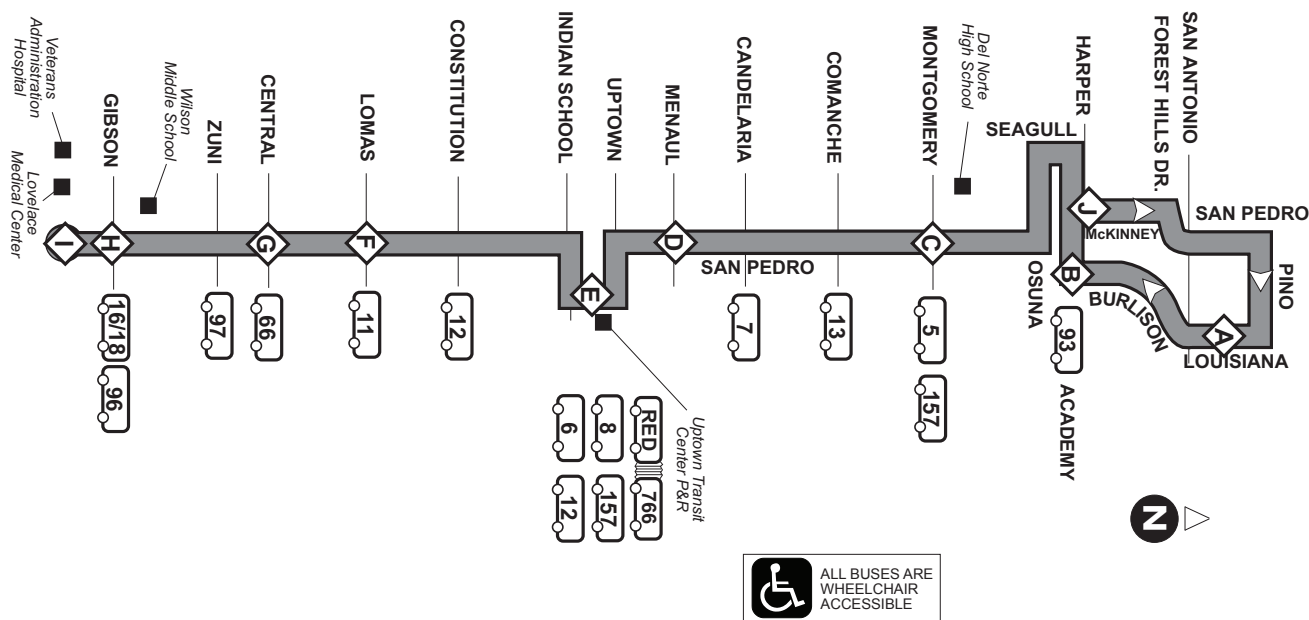 Veterans
Administration
Hospital
Lovelace
Medical Center
GIBSON
Wilson
Middle School
ZUNI
CENTRAL
LOMAS
CONSTITUTION
INDIAN SCHOOL
UPTOWN
MENAUL
CANDELARIA
COMANCHE
MONTGOMERY
Del Norte
High School
SEAGULL
HARPER
SAN ANTONIO
FOREST HILLS DR.
SAN PEDRO
PINO
J
McKINNEY
I
H
G
F
E
D
SAN PEDRO
C
OSUNA
B
BURLISON
A
LOUISIANA
16/18
96
97
66
11
12
7
13
5
157
93
ACADEMY
6
12
8
157
RED
766
Uptown Transit
Center P&R
N
ALL BUSES ARE
WHEELCHAIR
ACCESSIBLE